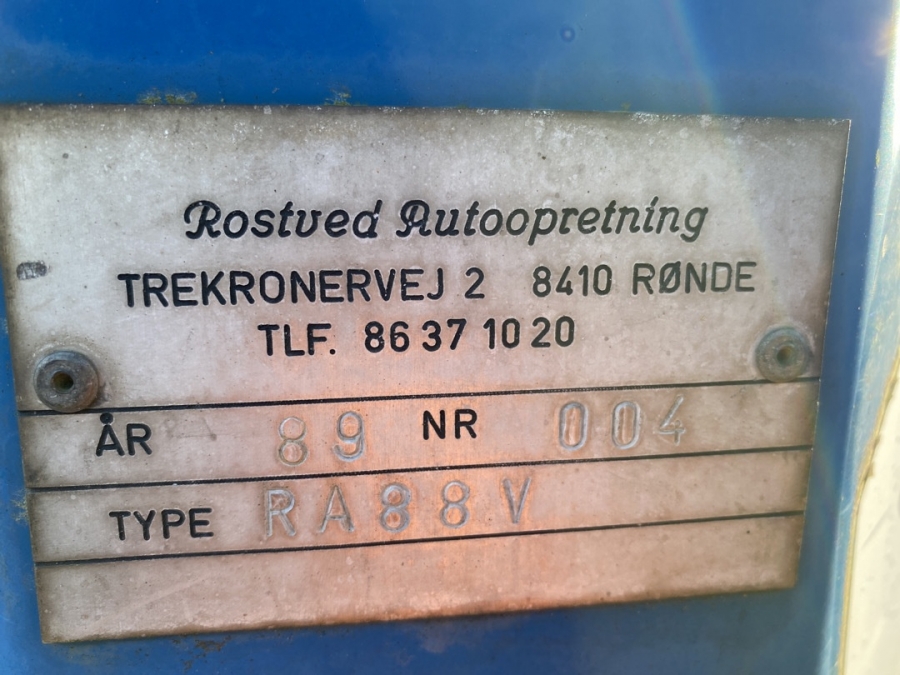 Rostved Autoopretning
TREKRONERVEJ 2 8410 RØNDE
TLF. 86 37 10 20
ÅR 89 NR 004
TYPE RA88V